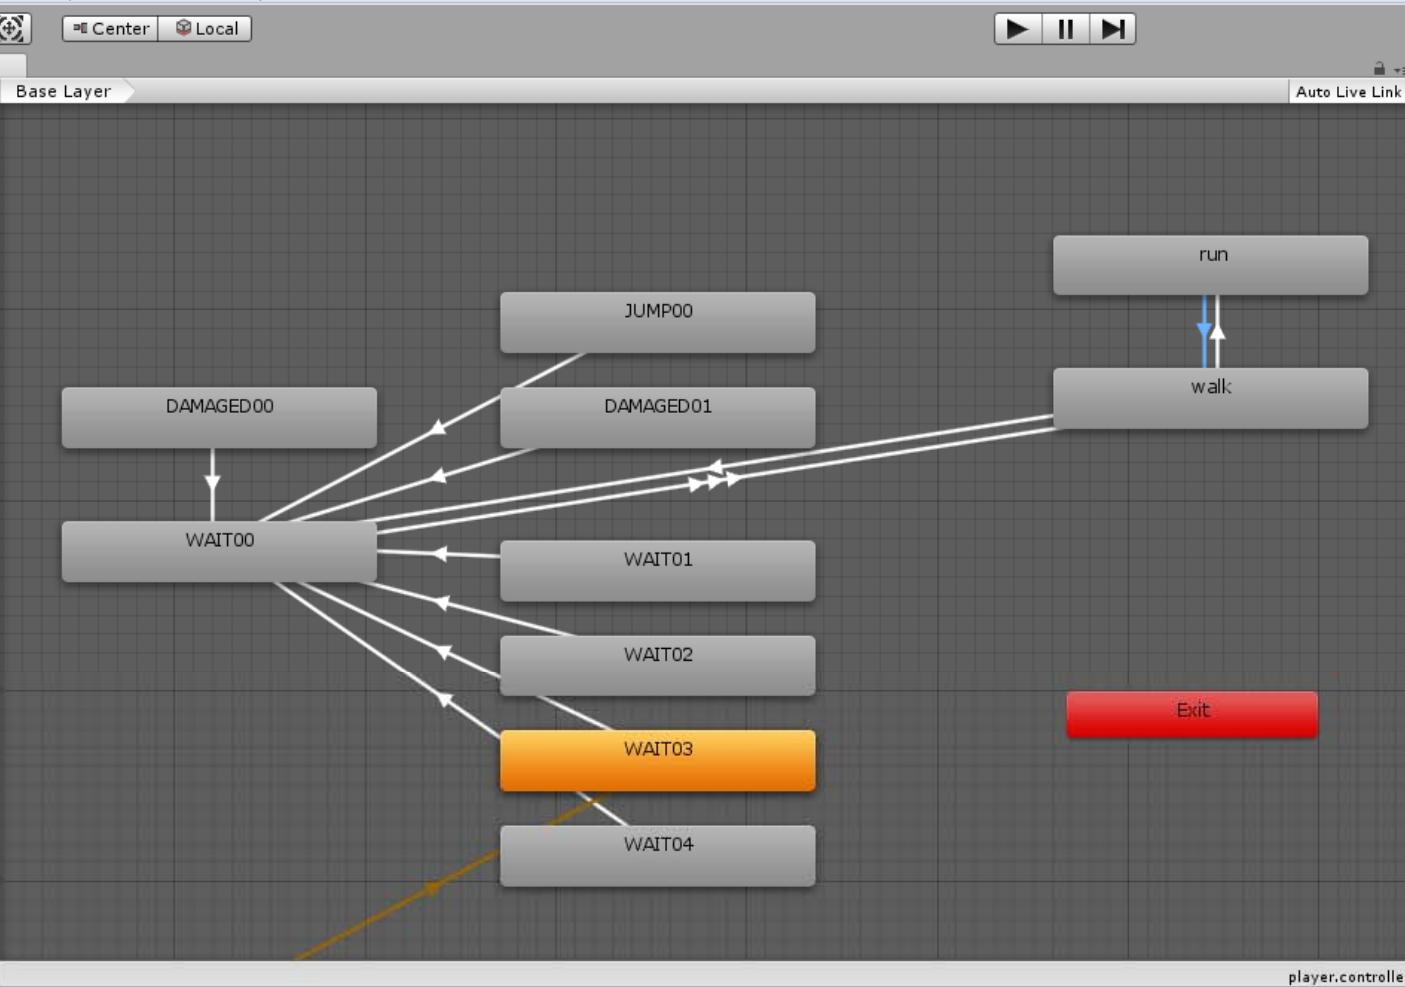 Center Local
Base Layer
Auto Live Link
run
JUMP00
walk
DAMAGED00
DAMAGED01
WAIT00
WAIT01
WAIT02
Exit
WAIT03
WAIT04
player.controlle